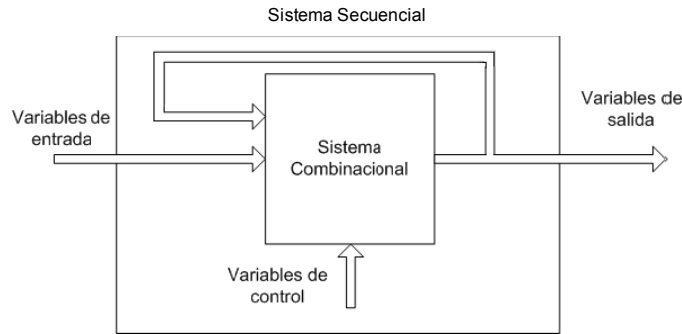 Sistema Secuencial
Variables de
entrada
Variables de
salida
Sistema
Combinacional
Variables de
control